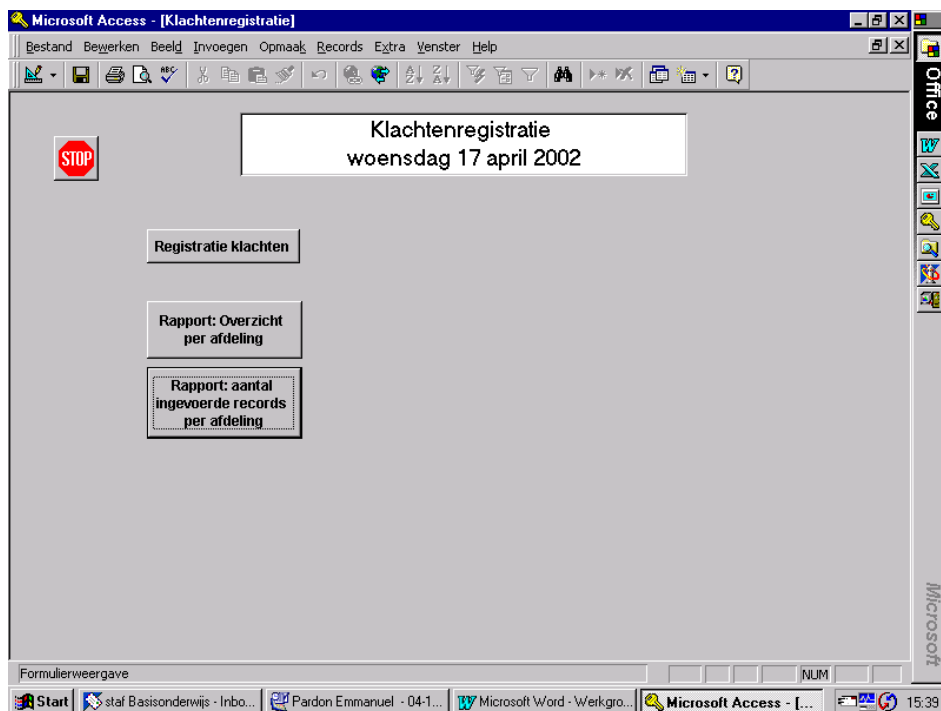 Microsoft Access - [Klachtenregistratie]
Bestand Bewerken Beeld Invoegen Opmaak Records Extra Venster Help
Office
STOP
Klachtenregistratie
woensdag 17 april 2002
Registratie klachten
Rapport: Overzicht
per afdeling
Rapport: aantal
ingevoerde records
per afdeling
Microsoft
Formulierweergave
NUM
Start staf Basisonderwijs - Inbo... Pardon Emmanuel - 04-1... Microsoft Word - Werkgro... Microsoft Access - [... 15:39